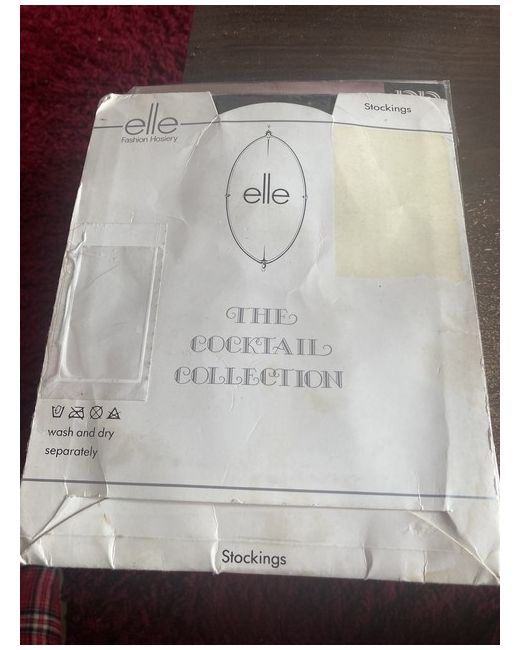 Stockings
elle
Fashion Hosiery
elle
THE
COCKTAIL
COLLECTION
wash and dry
separately
Stockings